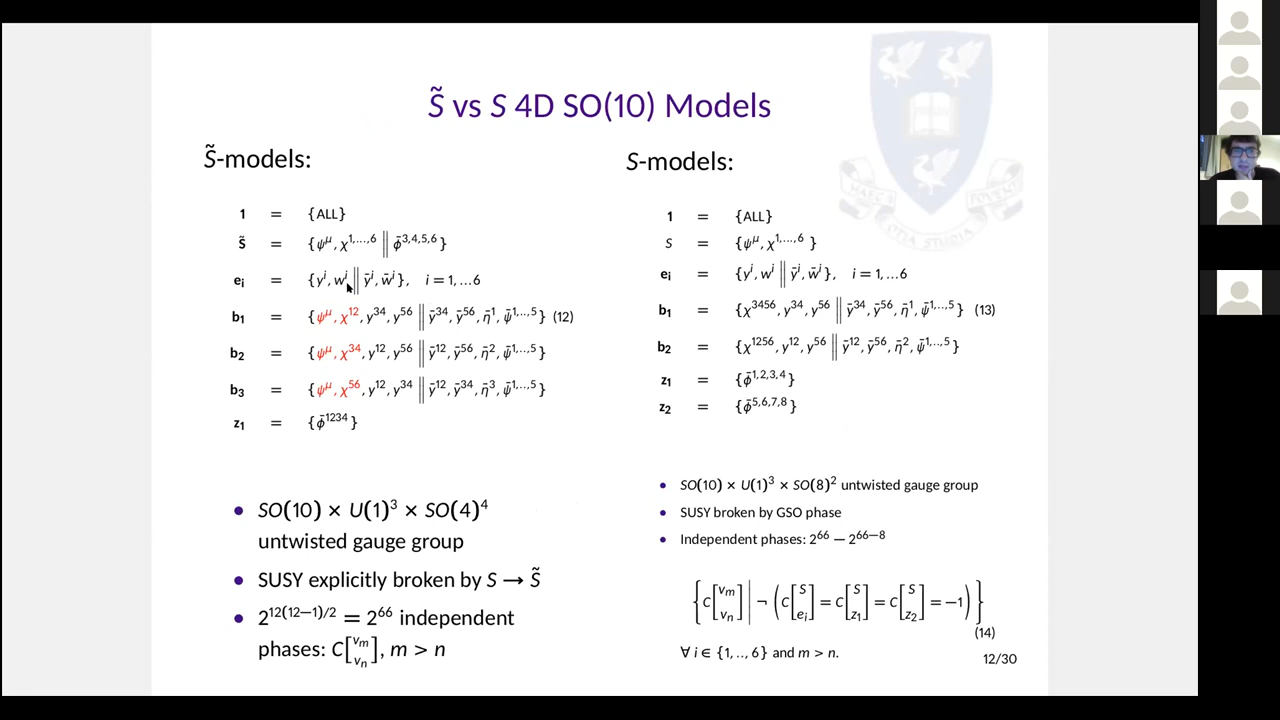 S̃ vs S 4D SO(10) Models
S̃-models:
1 = {ALL}
S̃ = {ψ^μ, χ^{1,...,6} || φ̄^{3,4,5,6}}
e_i = {y^i, w^i || ȳ^i, w̄^i}, i = 1, ...6
b_1 = {ψ^μ, χ^{12}, y^{34}, y^{56} || ȳ^{34}, ȳ^{56}, η̄^1, ψ̄^{1,..,5}} (12)
b_2 = {ψ^μ, χ^{34}, y^{12}, y^{56} || ȳ^{12}, ȳ^{56}, η̄^2, ψ̄^{1,..,5}}
b_3 = {ψ^μ, χ^{56}, y^{12}, y^{34} || ȳ^{12}, ȳ^{34}, η̄^3, ψ̄^{1,..,5}}
z_1 = {φ̄^{1234}}
• SO(10) × U(1)^3 × SO(4)^4
untwisted gauge group
• SUSY explicitly broken by S → S̃
• 2^{12(12−1)/2} = 2^{66} independent
phases: C[v_m v_n], m > n
S-models:
1 = {ALL}
S = {ψ^μ, χ^{1,...,6} }
e_i = {y^i, w^i || ȳ^i, w̄^i}, i = 1, ...6
b_1 = {χ^{3456}, y^{34}, y^{56} || ȳ^{34}, ȳ^{56}, η̄^1, ψ̄^{1,..,5}} (13)
b_2 = {χ^{1256}, y^{12}, y^{56} || ȳ^{12}, ȳ^{56}, η̄^2, ψ̄^{1,..,5}}
z_1 = {φ̄^{1,2,3,4}}
z_2 = {φ̄^{5,6,7,8}}
• SO(10) × U(1)^3 × SO(8)^2 untwisted gauge group
• SUSY broken by GSO phase
• Independent phases: 2^{66} − 2^{66−8}
{C[v_m v_n] | ¬ (C[S e_i] = C[S z_1] = C[S z_2] = −1)}
(14)
∀ i ∈ {1, .., 6} and m > n.
12/30